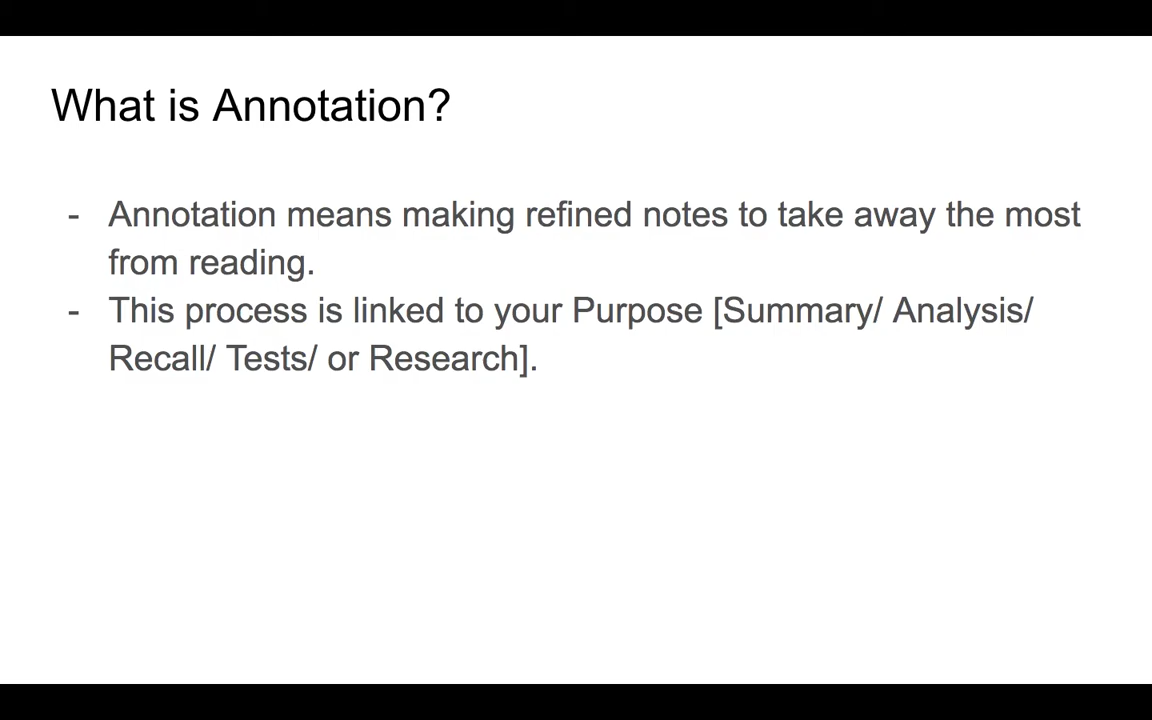 What is Annotation?
- Annotation means making refined notes to take away the most
from reading.
- This process is linked to your Purpose [Summary/ Analysis/
Recall/ Tests/ or Research].